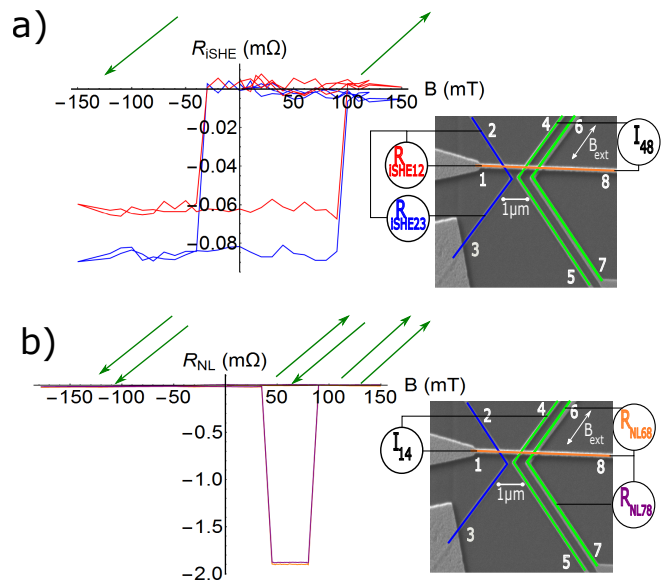 a)
R_iSHE (mΩ)
B (mT)
−150 −100 −50 50 100 150
−0.02
−0.04
−0.06
−0.08
R_iSHE12
R_ISHE23
I_48
B_ext
1µm
1 2 3 4 5 6 7 8
b)
R_NL (mΩ)
B (mT)
−150 −100 −50 50 100 150
−0.5
−1.0
−1.5
−2.0
I_14
R_NL68
R_NL78
B_ext
1µm
1 2 3 4 5 6 7 8